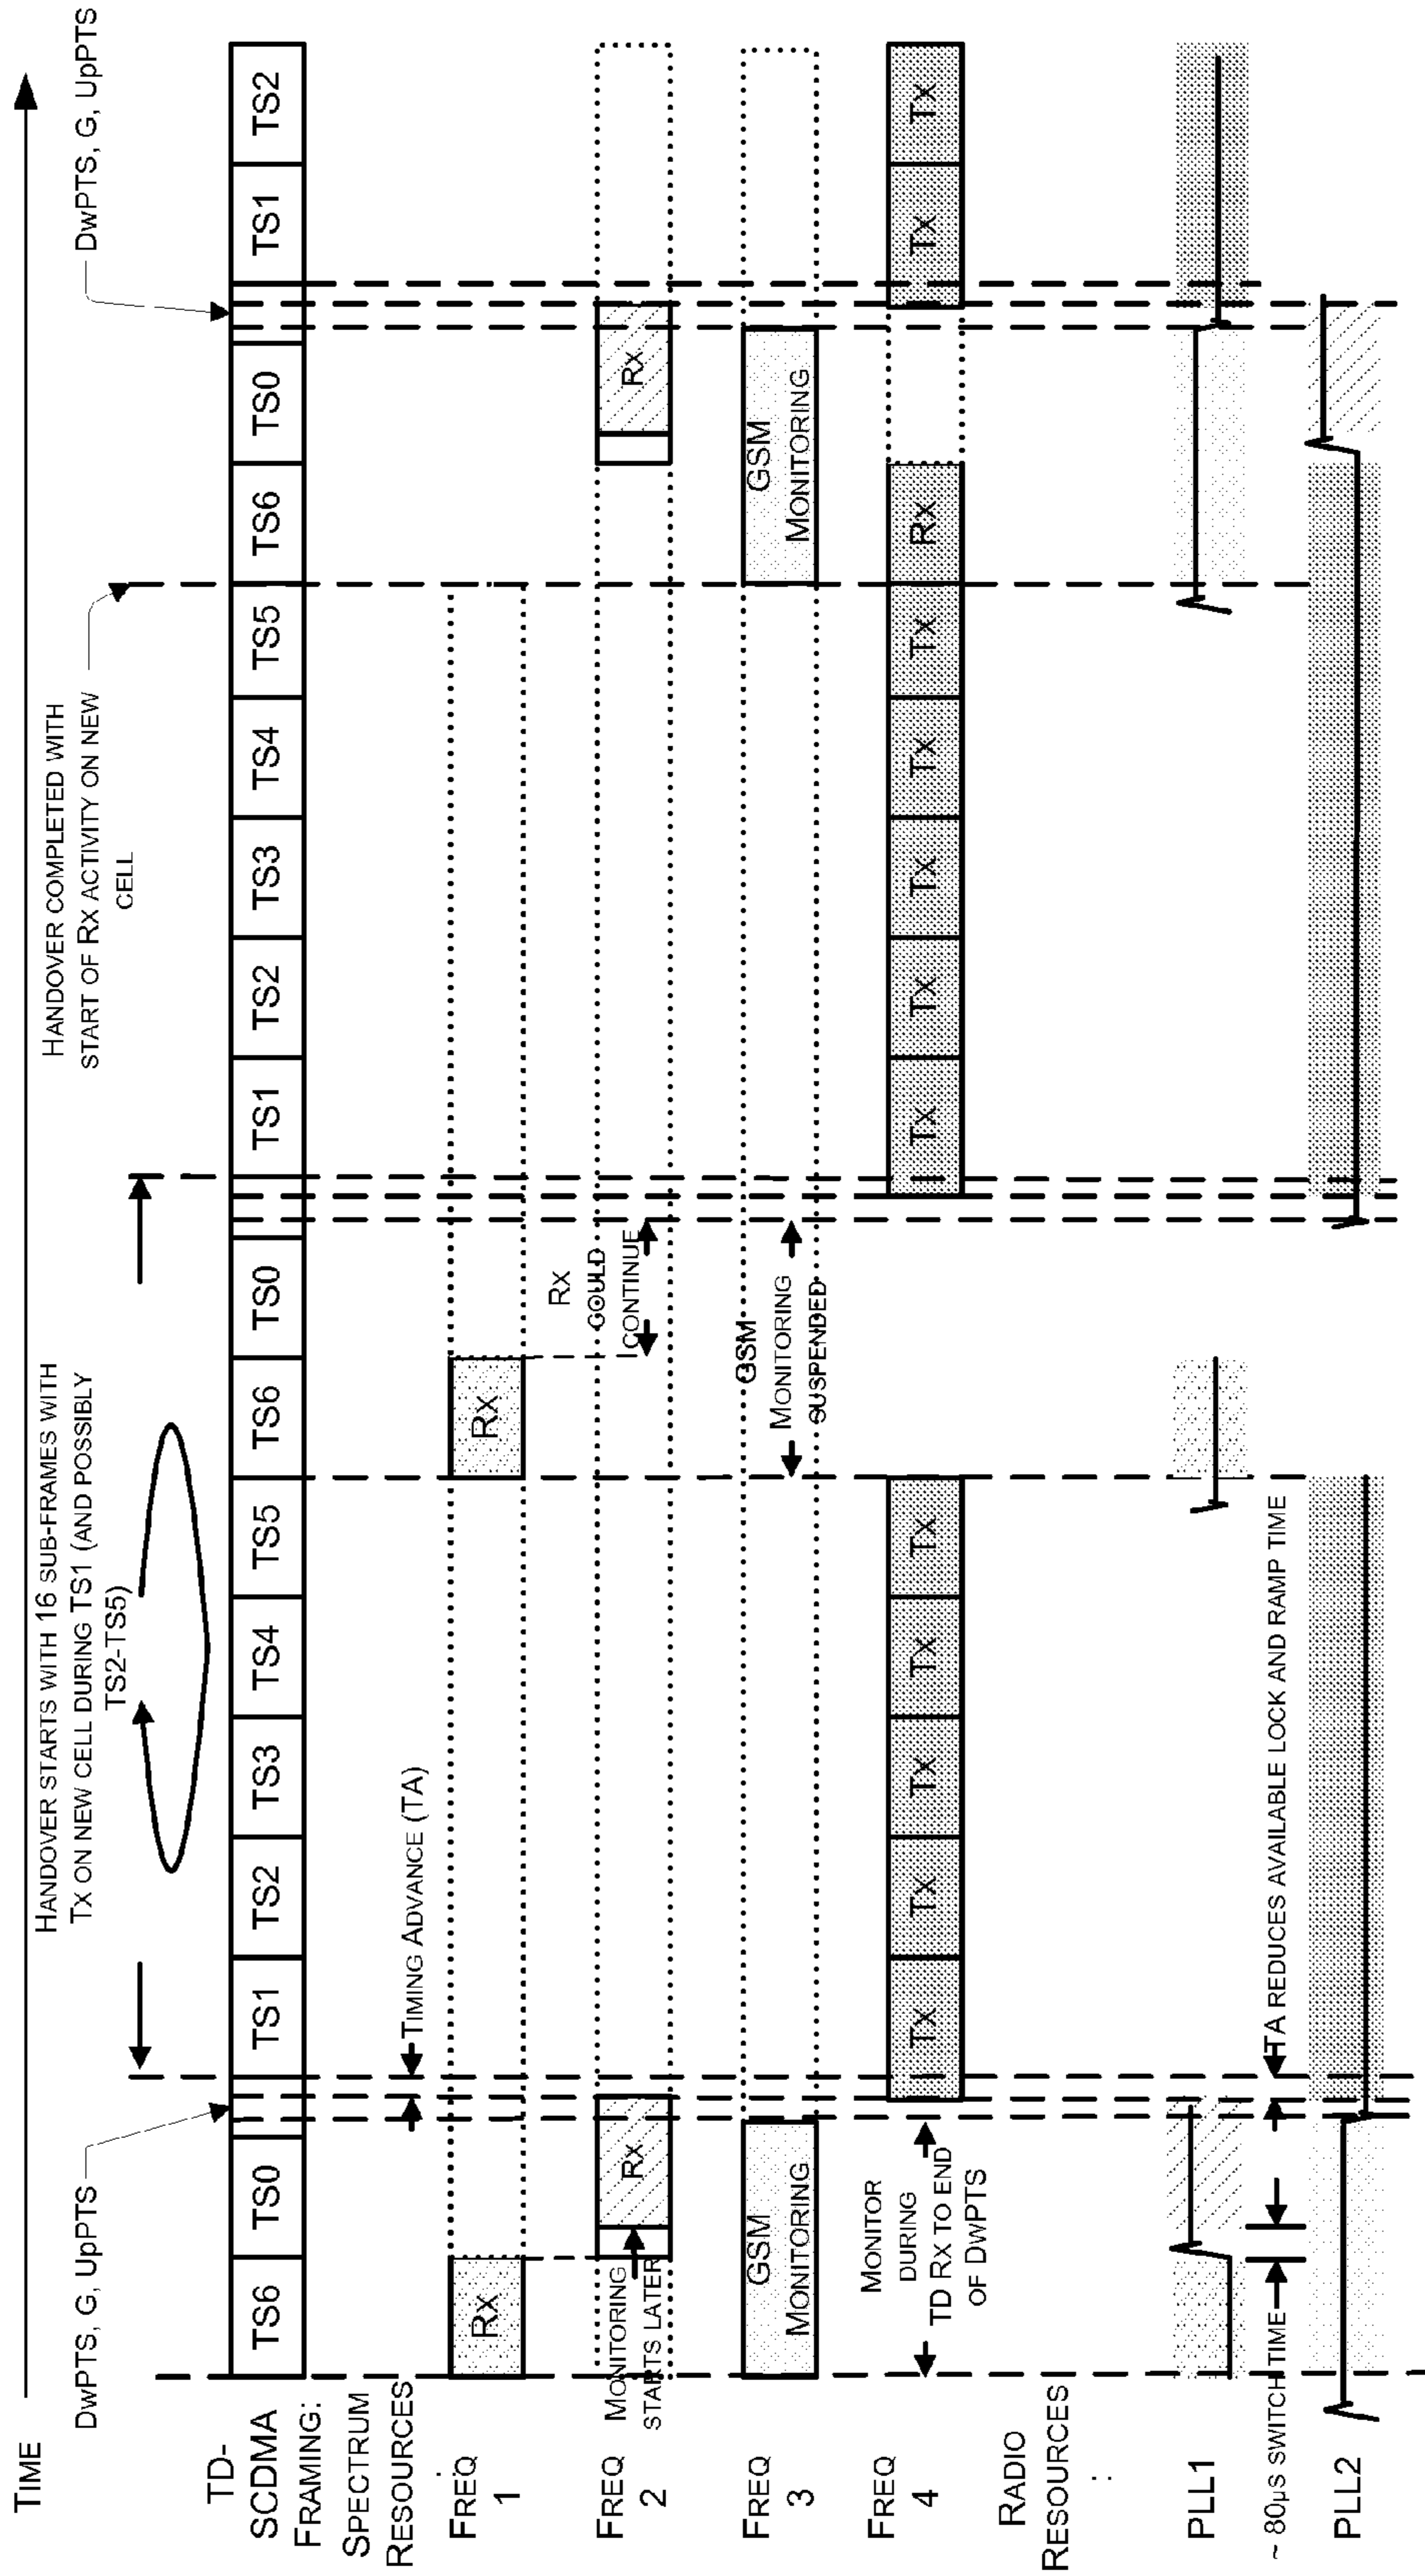 TIME
HANDOVER STARTS WITH 16 SUB-FRAMES WITH
TX ON NEW CELL DURING TS1 (AND POSSIBLY
TS2-TS5)
HANDOVER COMPLETED WITH
START OF RX ACTIVITY ON NEW
CELL
DWPTS, G, UPPTS
DWPTS, G, UPPTS
TD-
SCDMA
FRAMING:
TS6 TS0 TS1 TS2 TS3 TS4 TS5 TS6 TS0 TS1 TS2 TS3 TS4 TS5 TS6 TS0 TS1 TS2
SPECTRUM
RESOURCES
:
TIMING ADVANCE (TA)
FREQ
1
RX RX
FREQ
2
MONITORING
STARTS LATER
RX
RX
COULD
CONTINUE
RX
FREQ
3
GSM
MONITORING
GSM
MONITORING
SUSPENDED
GSM
MONITORING
FREQ
4
MONITOR
DURING
TD RX TO END
OF DWPTS
TX TX TX TX TX TX TX TX TX TX RX TX TX
RADIO
RESOURCES
:
PLL1
~ 80µS SWITCH TIME
TA REDUCES AVAILABLE LOCK AND RAMP TIME
PLL2